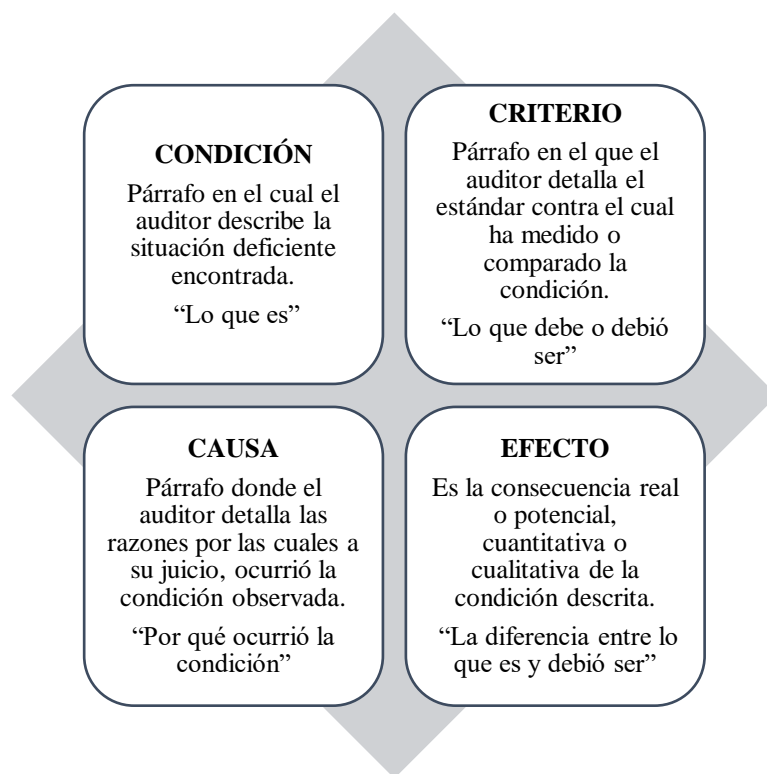 CONDICIÓN
Párrafo en el cual el
auditor describe la
situación deficiente
encontrada.
“Lo que es”
CRITERIO
Párrafo en el que el
auditor detalla el
estándar contra el cual
ha medido o
comparado la
condición.
“Lo que debe o debió
ser”
CAUSA
Párrafo donde el
auditor detalla las
razones por las cuales a
su juicio, ocurrió la
condición observada.
“Por qué ocurrió la
condición”
EFECTO
Es la consecuencia real
o potencial,
cuantitativa o
cualitativa de la
condición descrita.
“La diferencia entre lo
que es y debió ser”